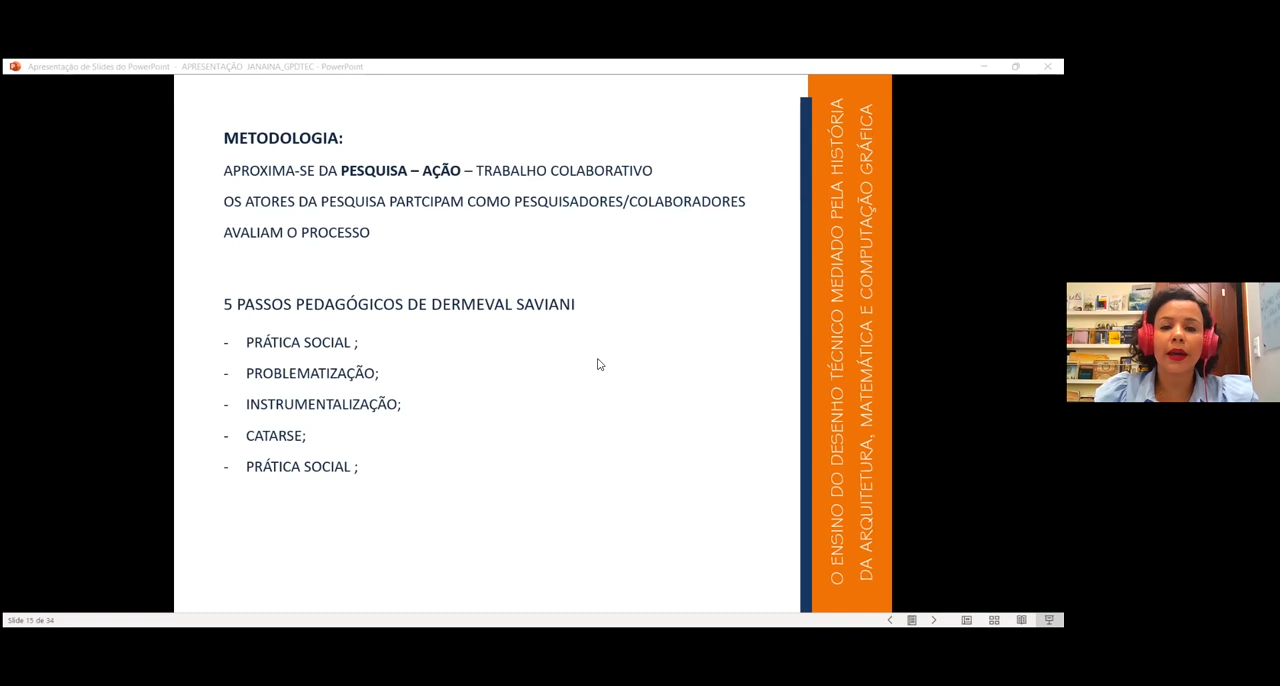 Apresentação de Slides do PowerPoint - APRESENTAÇÃO JANAINA_GPDTEC - PowerPoint
METODOLOGIA:
APROXIMA-SE DA PESQUISA – AÇÃO – TRABALHO COLABORATIVO
OS ATORES DA PESQUISA PARTCIPAM COMO PESQUISADORES/COLABORADORES
AVALIAM O PROCESSO
5 PASSOS PEDAGÓGICOS DE DERMEVAL SAVIANI
- PRÁTICA SOCIAL ;
- PROBLEMATIZAÇÃO;
- INSTRUMENTALIZAÇÃO;
- CATARSE;
- PRÁTICA SOCIAL ;
O ENSINO DO DESENHO TÉCNICO MEDIADO PELA HISTÓRIA
DA ARQUITETURA, MATEMÁTICA E COMPUTAÇÃO GRÁFICA
Slide 15 de 34